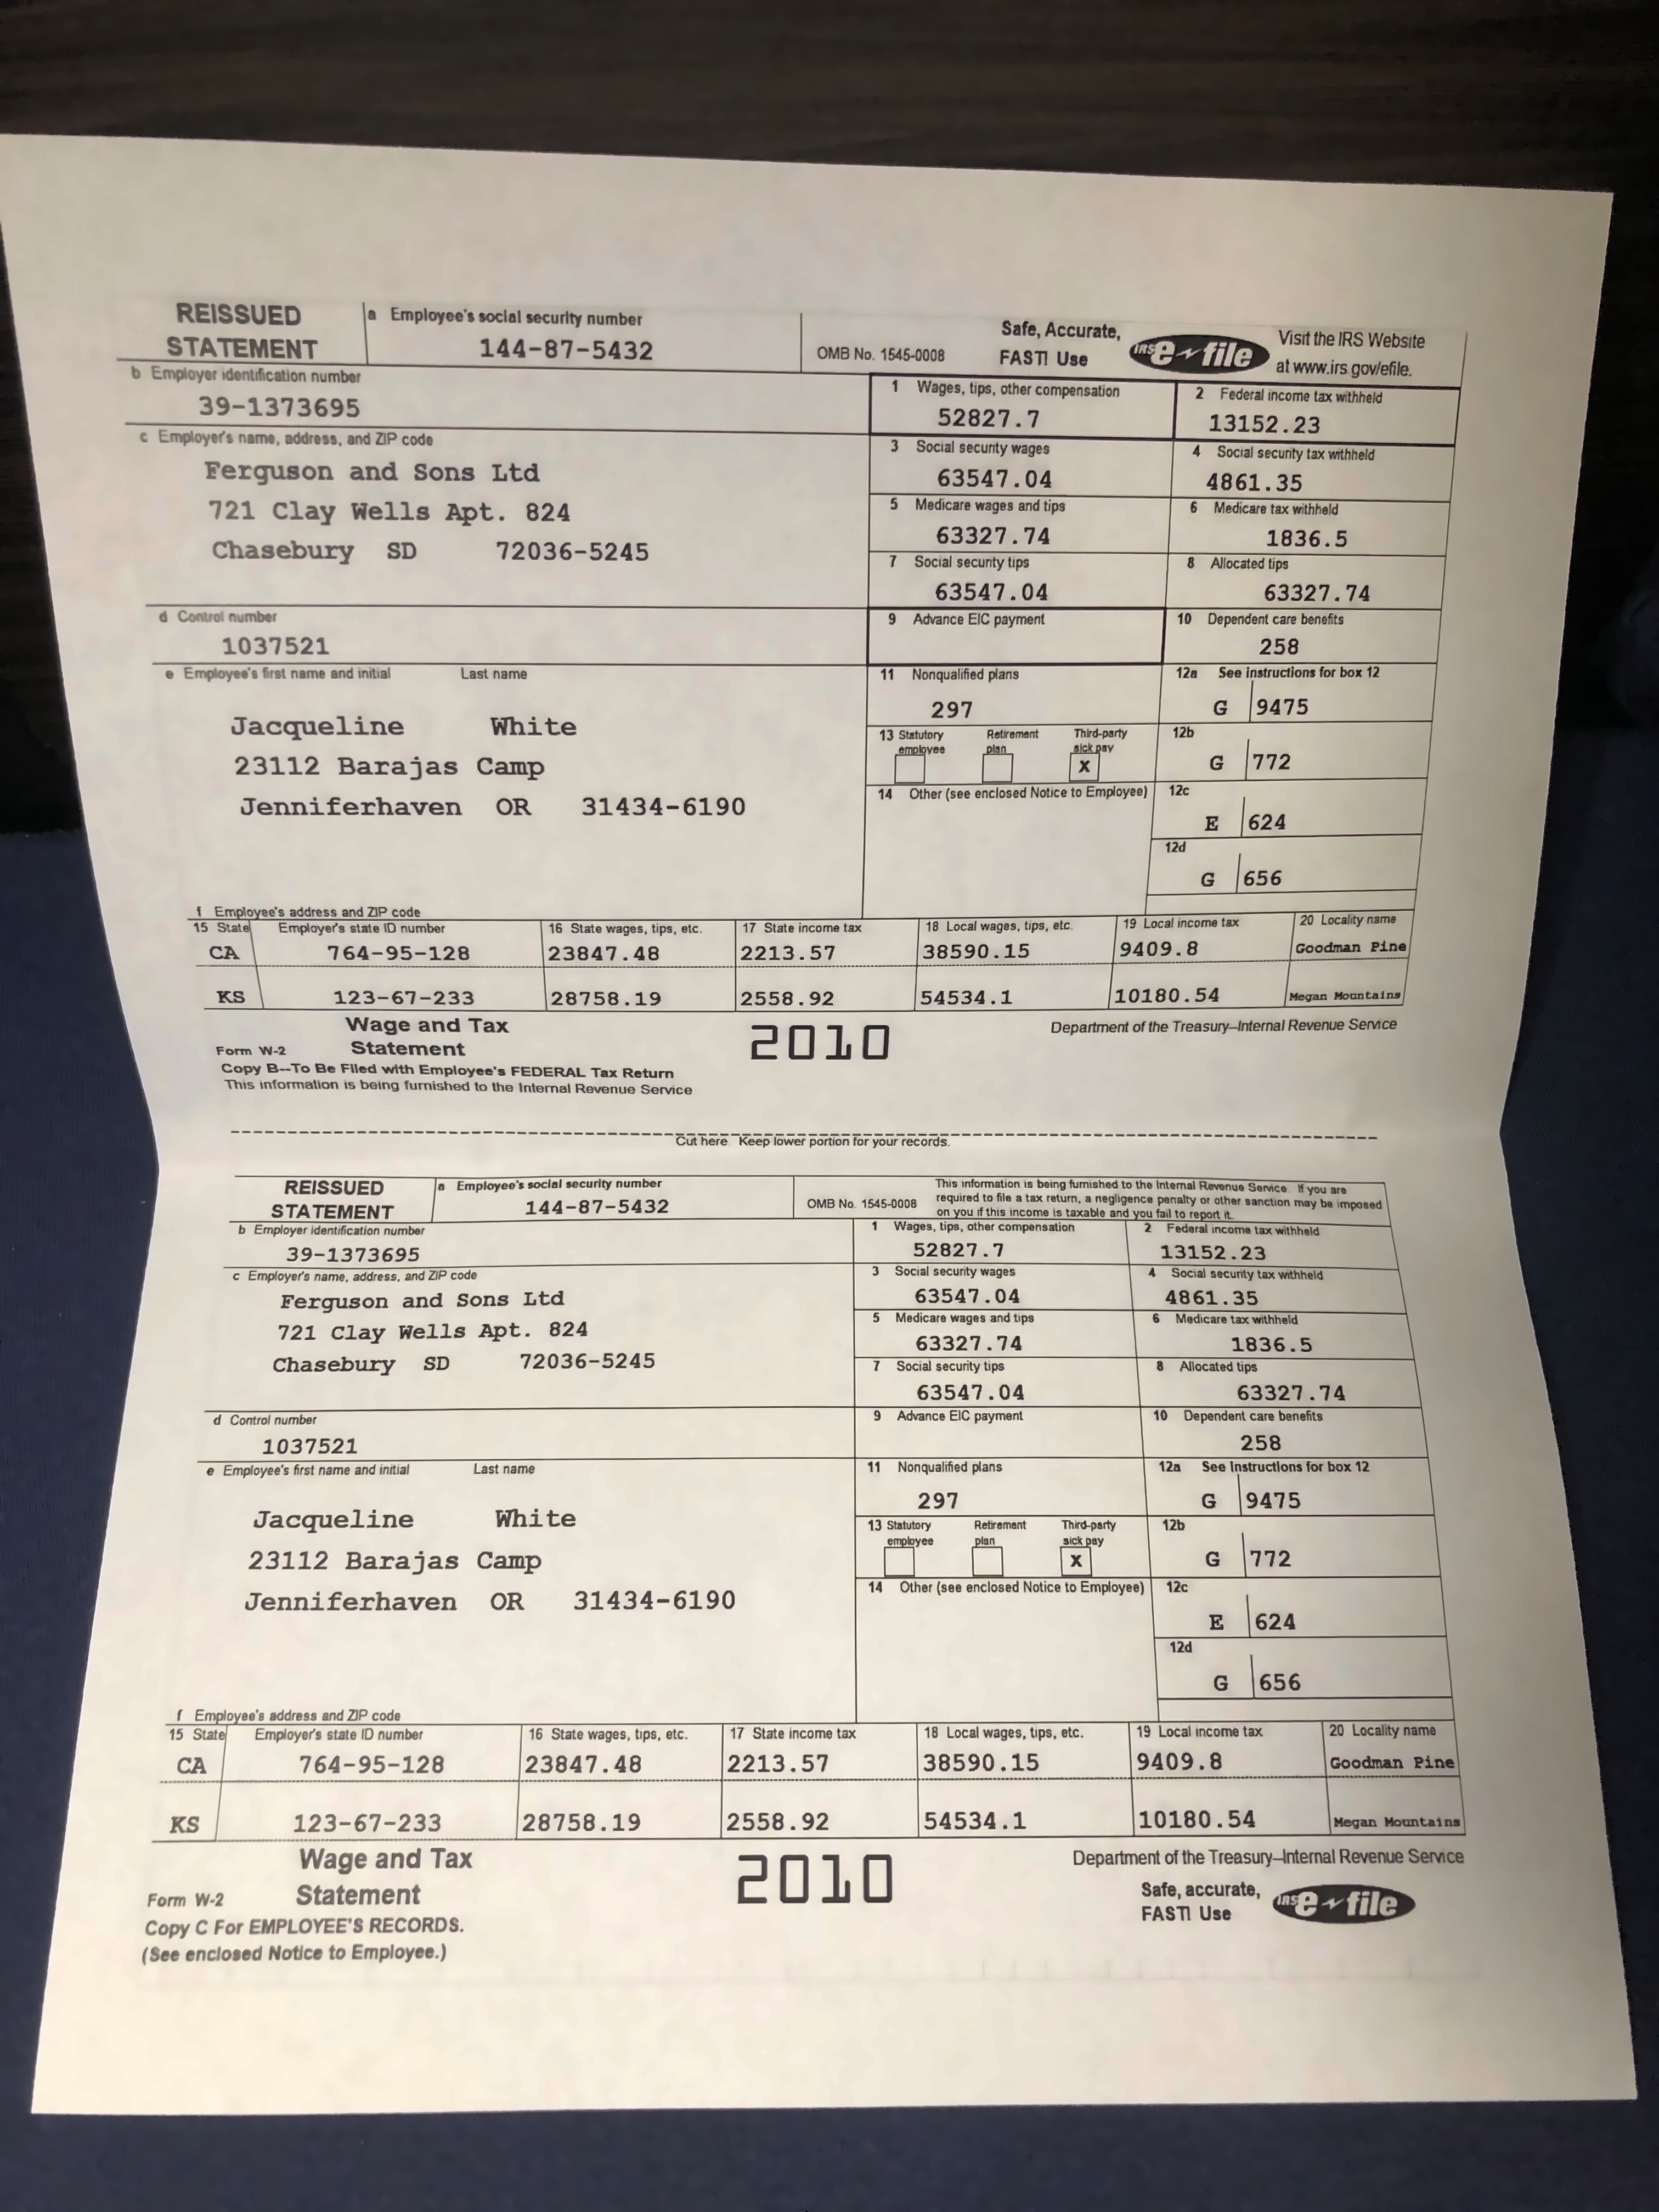 REISSUED STATEMENT
a Employee's social security number
144-87-5432
OMB No. 1545-0008
Safe, Accurate, FAST! Use
IRS e-file
Visit the IRS Website at www.irs.gov/efile.
b Employer identification number
39-1373695
1 Wages, tips, other compensation
52827.7
2 Federal income tax withheld
13152.23
c Employer's name, address, and ZIP code
Ferguson and Sons Ltd
721 Clay Wells Apt. 824
Chasebury SD 72036-5245
3 Social security wages
63547.04
4 Social security tax withheld
4861.35
5 Medicare wages and tips
63327.74
6 Medicare tax withheld
1836.5
7 Social security tips
63547.04
8 Allocated tips
63327.74
d Control number
1037521
9 Advance EIC payment
10 Dependent care benefits
258
e Employee's first name and initial Last name
Jacqueline White
23112 Barajas Camp
Jenniferhaven OR 31434-6190
11 Nonqualified plans
297
12a See instructions for box 12
G 9475
13 Statutory employee Retirement plan Third-party sick pay
X
12b
G 772
14 Other (see enclosed Notice to Employee)
12c
E 624
12d
G 656
f Employee's address and ZIP code
15 State Employer's state ID number 16 State wages, tips, etc. 17 State income tax 18 Local wages, tips, etc. 19 Local income tax 20 Locality name
CA 764-95-128 23847.48 2213.57 38590.15 9409.8 Goodman Pine
KS 123-67-233 28758.19 2558.92 54534.1 10180.54 Megan Mountains
Form W-2 Wage and Tax Statement
2010
Department of the Treasury–Internal Revenue Service
Copy B--To Be Filed with Employee's FEDERAL Tax Return
This information is being furnished to the Internal Revenue Service
Cut here Keep lower portion for your records.
REISSUED STATEMENT
a Employee's social security number
144-87-5432
OMB No. 1545-0008
This information is being furnished to the Internal Revenue Service. If you are
required to file a tax return, a negligence penalty or other sanction may be imposed
on you if this income is taxable and you fail to report it.
b Employer identification number
39-1373695
1 Wages, tips, other compensation
52827.7
2 Federal income tax withheld
13152.23
c Employer's name, address, and ZIP code
Ferguson and Sons Ltd
721 Clay Wells Apt. 824
Chasebury SD 72036-5245
3 Social security wages
63547.04
4 Social security tax withheld
4861.35
5 Medicare wages and tips
63327.74
6 Medicare tax withheld
1836.5
7 Social security tips
63547.04
8 Allocated tips
63327.74
d Control number
1037521
9 Advance EIC payment
10 Dependent care benefits
258
e Employee's first name and initial Last name
Jacqueline White
23112 Barajas Camp
Jenniferhaven OR 31434-6190
11 Nonqualified plans
297
12a See Instructions for box 12
G 9475
13 Statutory employee Retirement plan Third-party sick pay
X
12b
G 772
14 Other (see enclosed Notice to Employee)
12c
E 624
12d
G 656
f Employee's address and ZIP code
15 State Employer's state ID number 16 State wages, tips, etc. 17 State income tax 18 Local wages, tips, etc. 19 Local income tax 20 Locality name
CA 764-95-128 23847.48 2213.57 38590.15 9409.8 Goodman Pine
KS 123-67-233 28758.19 2558.92 54534.1 10180.54 Megan Mountains
Form W-2 Wage and Tax Statement
2010
Department of the Treasury–Internal Revenue Service
Copy C For EMPLOYEE'S RECORDS.
(See enclosed Notice to Employee.)
Safe, accurate, FAST! Use
IRS e-file